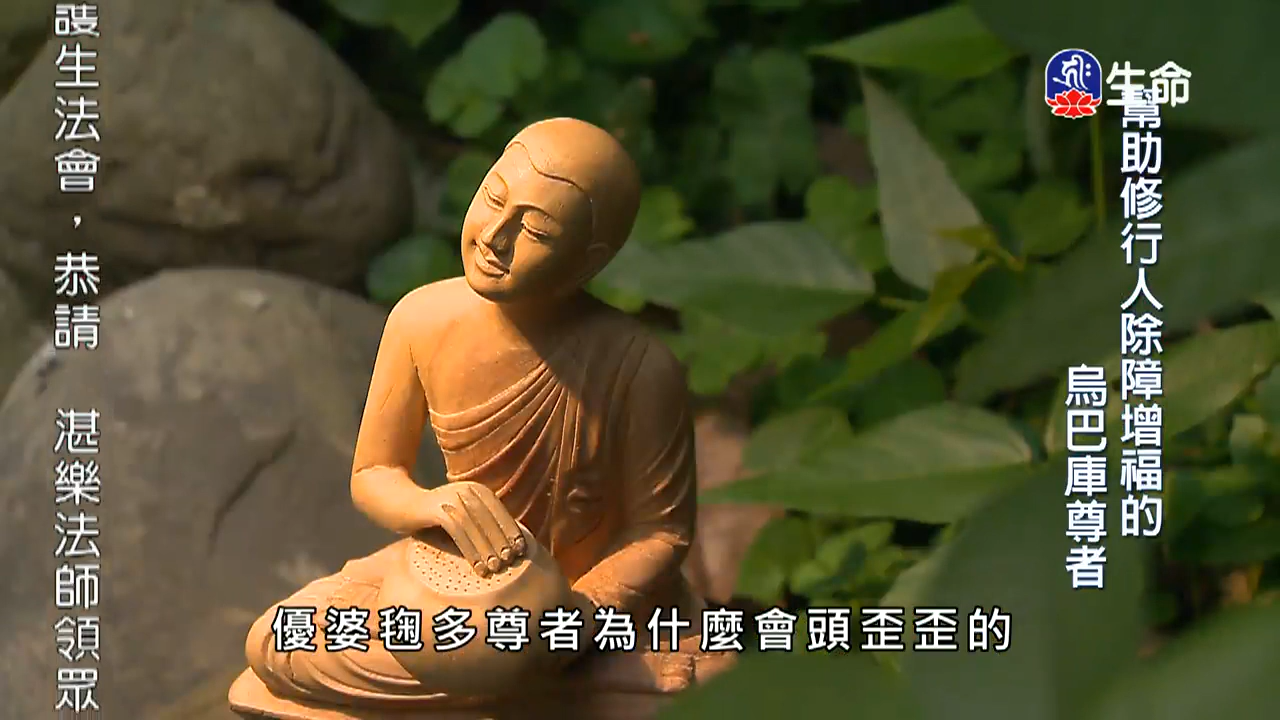 生命
幫助修行人除障增福的
烏巴庫尊者
護生法會，恭請　湛樂法師領眾
優婆毱多尊者為什麼會頭歪歪的